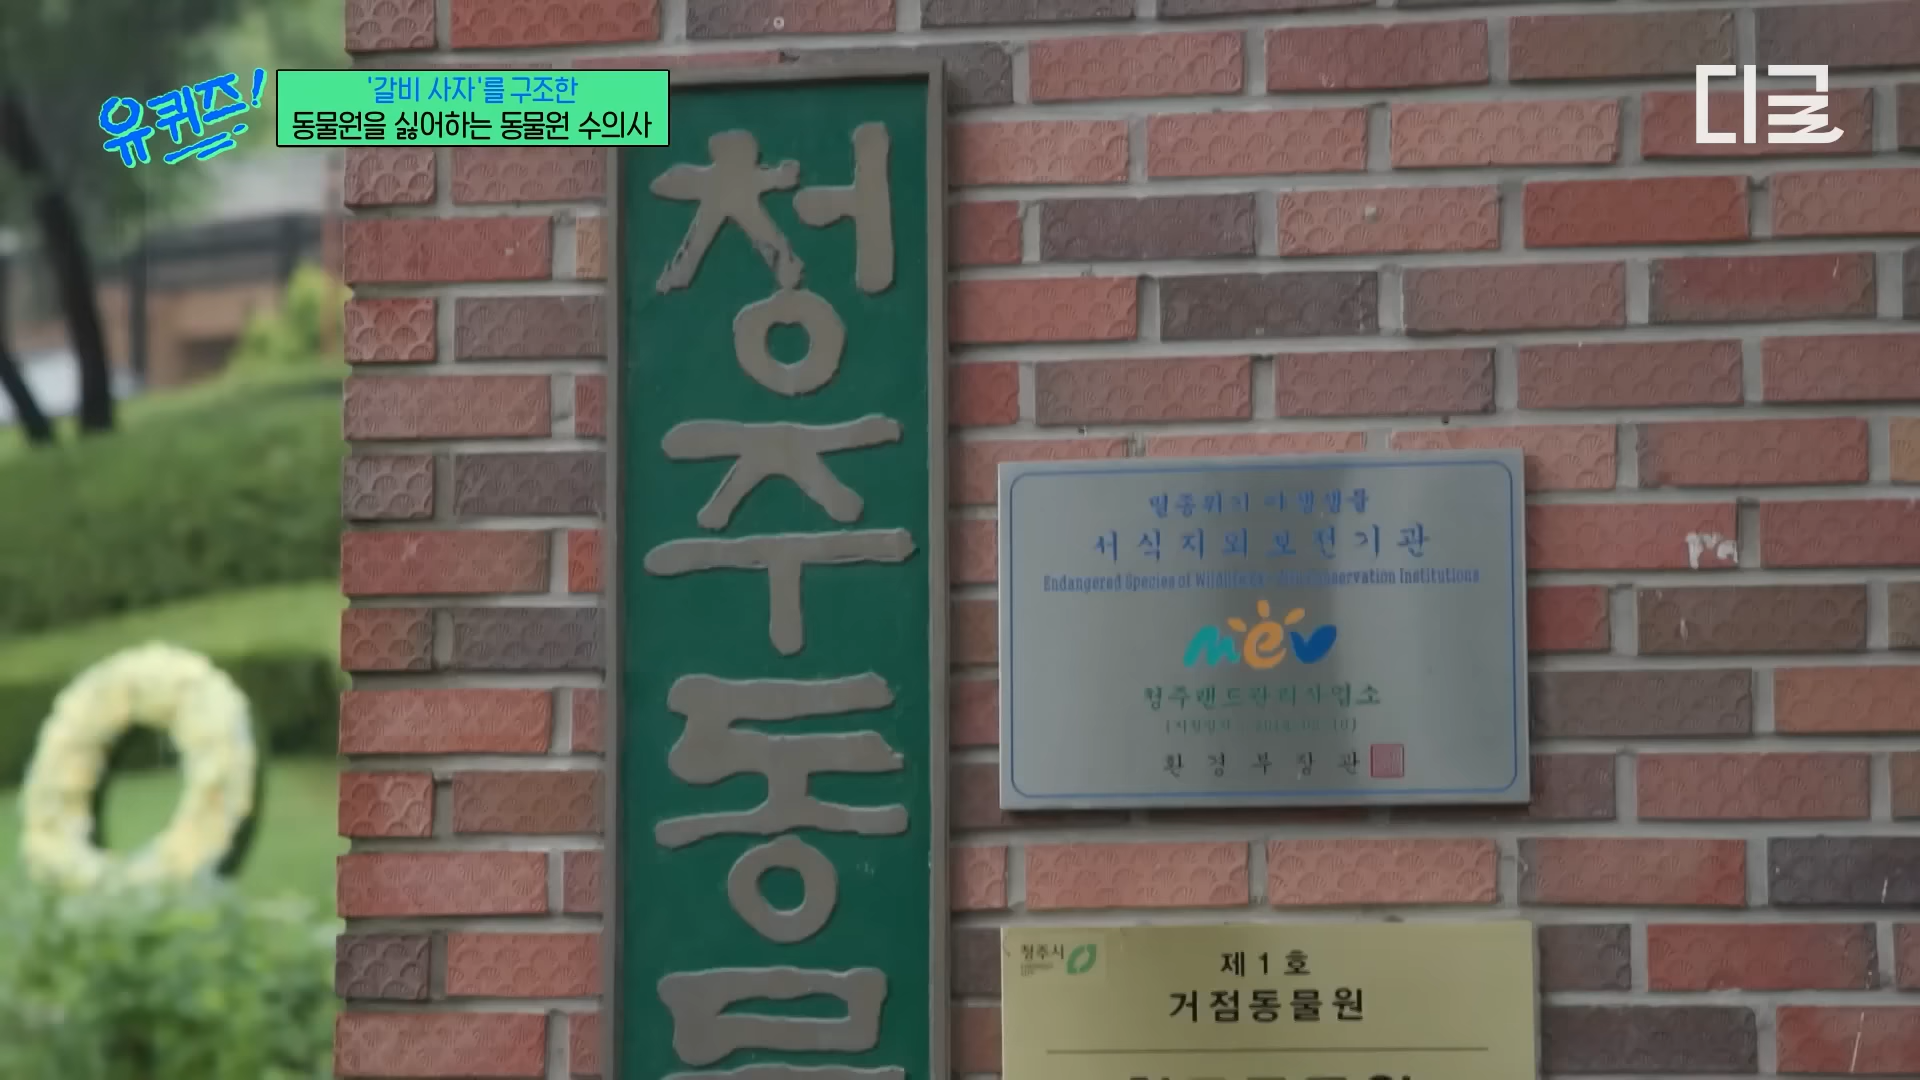 유퀴즈!
'갈비 사자'를 구조한
동물원을 싫어하는 동물원 수의사
디글
청주동물
멸종위기 야생생물
서식지외보전기관
Endangered Species of Conservation Institutions
mev
청주랜드관리사업소
환경부장관
청주시
제1호
거점동물원